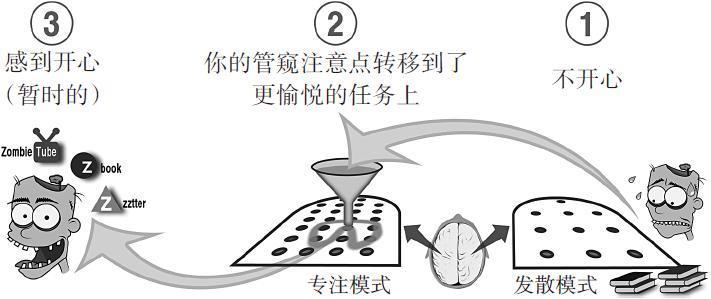 ③
感到开心
（暂时的）
②
你的管窥注意点转移到了
更愉悦的任务上
①
不开心
Zombie Tube
Z book
Z zztter
专注模式
发散模式